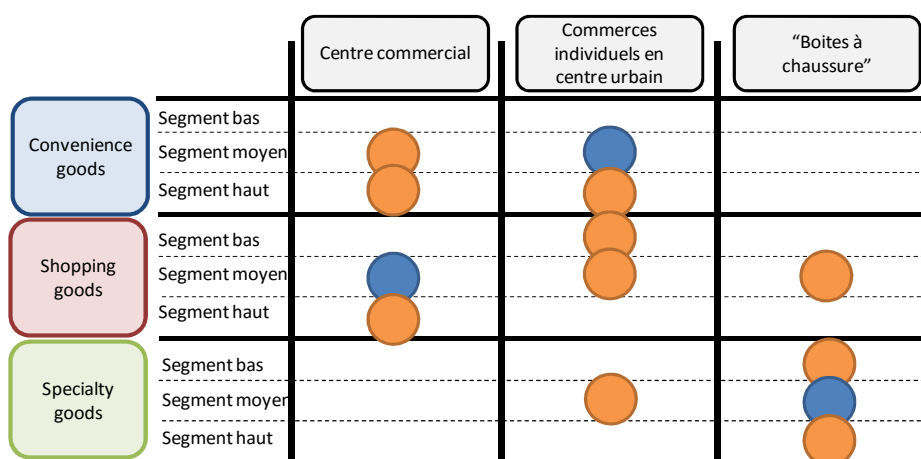 Centre commercial
Commerces
individuels en
centre urbain
“Boites à
chaussure”
Convenience
goods
Segment bas
Segment moyen
Segment haut
Shopping
goods
Segment bas
Segment moyen
Segment haut
Specialty
goods
Segment bas
Segment moyen
Segment haut